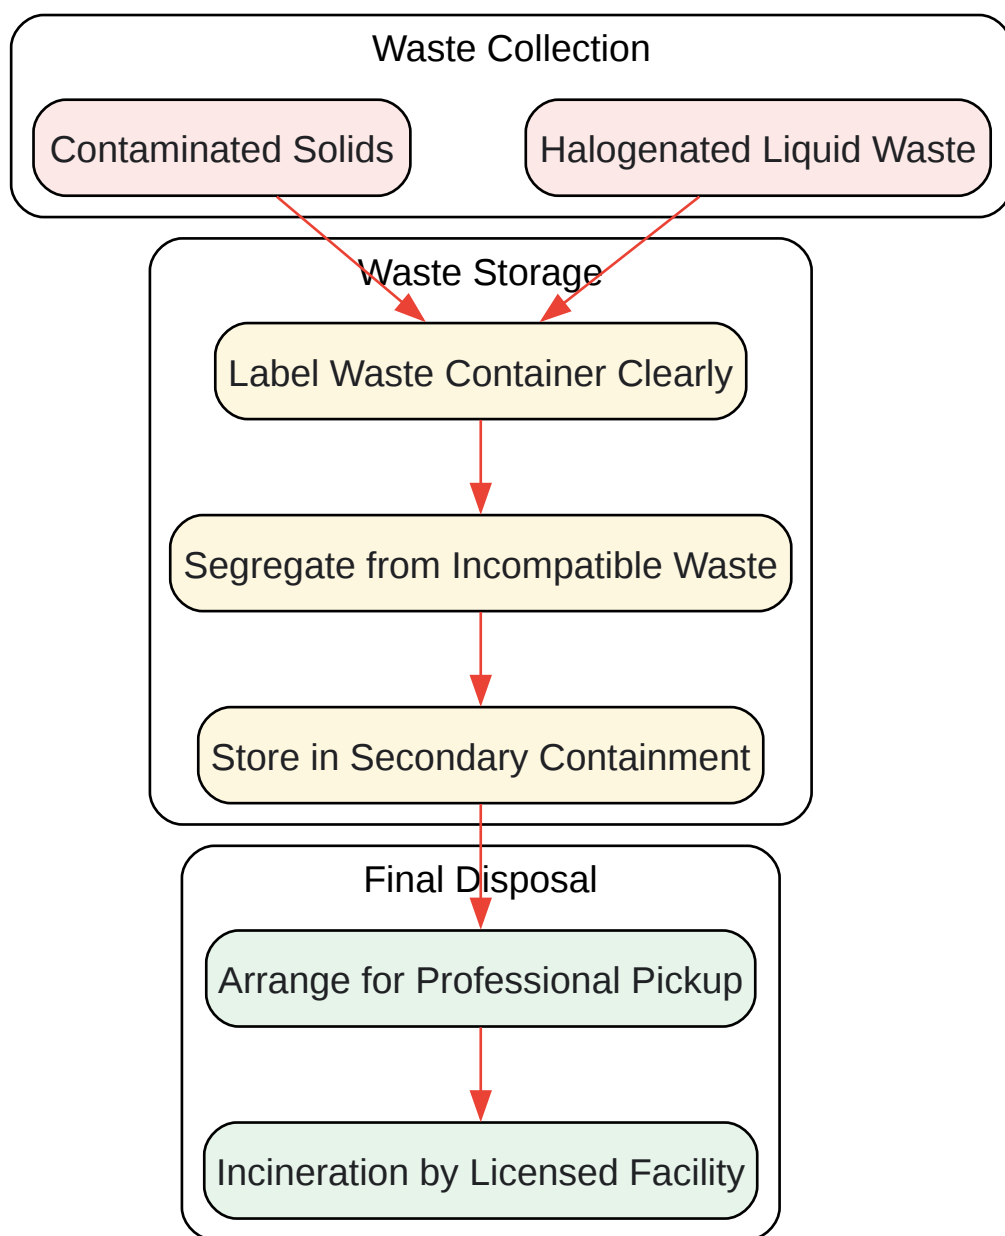 Waste Collection
Contaminated Solids
Halogenated Liquid Waste
Waste Storage
Label Waste Container Clearly
Segregate from Incompatible Waste
Store in Secondary Containment
Final Disposal
Arrange for Professional Pickup
Incineration by Licensed Facility